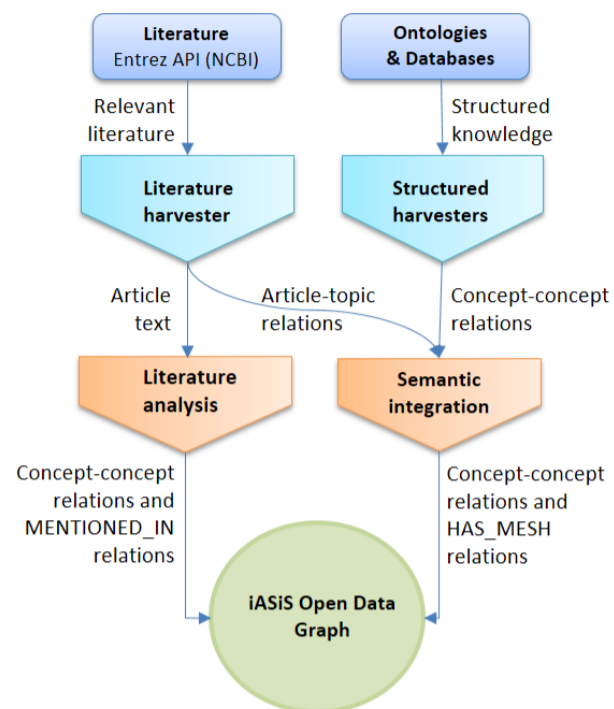 Literature
Entrez API (NCBI)
Ontologies
& Databases
Relevant
literature
Structured
knowledge
Literature
harvester
Structured
harvesters
Article
text
Article-topic
relations
Concept-concept
relations
Literature
analysis
Semantic
integration
Concept-concept
relations and
MENTIONED_IN
relations
Concept-concept
relations and
HAS_MESH
relations
iASiS Open Data
Graph